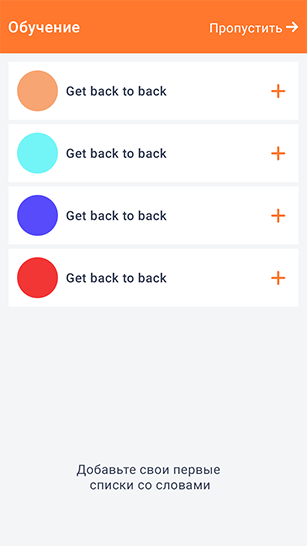 Обучение
Пропустить
Get back to back
Get back to back
Get back to back
Get back to back
Добавьте свои первые
списки со словами